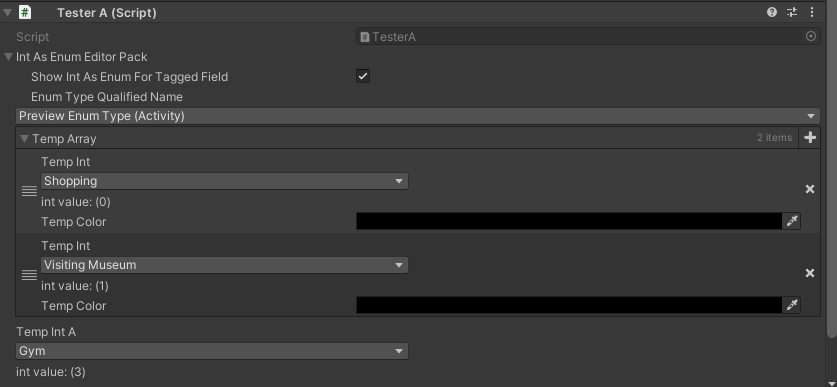 Tester A (Script)
Script TesterA
Int As Enum Editor Pack
Show Int As Enum For Tagged Field
Enum Type Qualified Name
Preview Enum Type (Activity)
Temp Array 2 items
Temp Int
Shopping
int value: (0)
Temp Color
Temp Int
Visiting Museum
int value: (1)
Temp Color
Temp Int A
Gym
int value: (3)